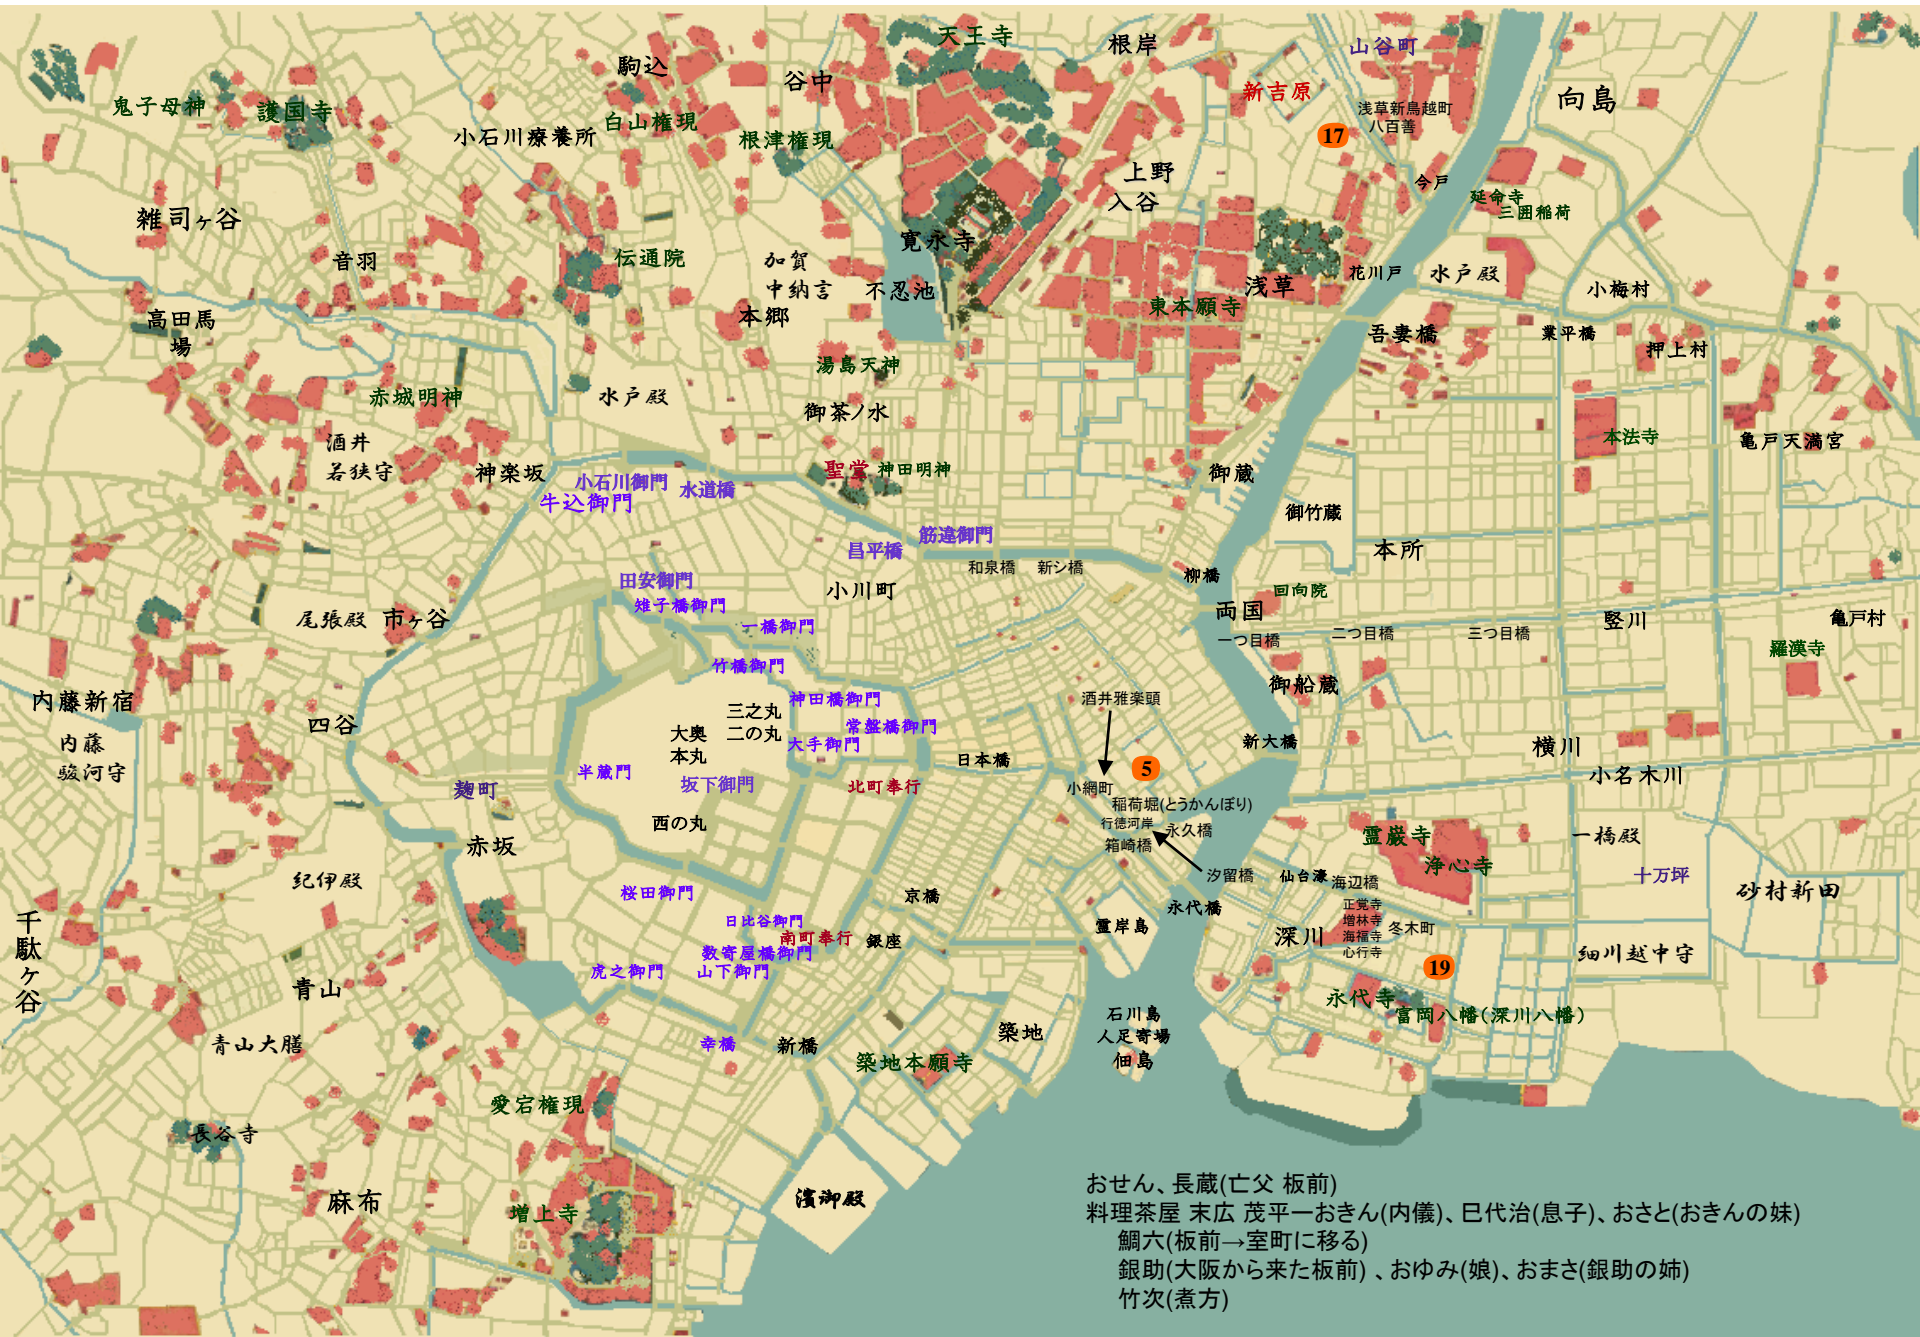 天王寺
根岸
山谷町
駒込
谷中
新吉原
向島
鬼子母神
護国寺
小石川療養所
白山権現
根津権現
浅草新鳥越町
八百善
17
上野
入谷
今戸
延命寺
三囲稲荷
雑司ヶ谷
音羽
伝通院
加賀
中納言
本郷
寛永寺
不忍池
浅草
東本願寺
花川戸
水戸殿
小梅村
高田馬
場
吾妻橋
業平橋
押上村
湯島天神
赤城明神
水戸殿
御茶ノ水
酒井
若狭守
神楽坂
聖堂
神田明神
御蔵
本法寺
亀戸天満宮
小石川御門
牛込御門
水道橋
昌平橋
筋違御門
御竹蔵
本所
和泉橋
新シ橋
柳橋
田安御門
雉子橋御門
小川町
両国
回向院
尾張殿
市ヶ谷
一橋御門
一つ目橋
二つ目橋
三つ目橋
竪川
亀戸村
羅漢寺
竹橋御門
神田橋御門
酒井雅楽頭
御船蔵
内藤新宿
四谷
三之丸
二の丸
大奥
本丸
常盤橋御門
大手御門
日本橋
5
新大橋
横川
内藤
駿河守
麹町
半蔵門
坂下御門
北町奉行
小網町
小名木川
稲荷堀(とうかんぼり)
行徳河岸
永久橋
箱崎橋
西の丸
赤坂
霊巌寺
浄心寺
一橋殿
紀伊殿
桜田御門
京橋
汐留橋
仙台濠
海辺橋
十万坪
砂村新田
千
駄
ヶ
谷
日比谷御門
南町奉行
銀座
数寄屋橋御門
山下御門
虎之御門
霊岸島
永代橋
深川
正覚寺
増林寺
海福寺
心行寺
冬木町
19
細川越中守
青山
青山大膳
幸橋
新橋
築地
築地本願寺
石川島
人足寄場
佃島
永代寺
富岡八幡(深川八幡)
愛宕権現
長谷寺
麻布
増上寺
濱御殿
おせん、長蔵(亡父 板前)
料理茶屋 末広 茂平ーおきん(内儀)、巳代治(息子)、おさと(おきんの妹)
鯛六(板前→室町に移る)
銀助(大阪から来た板前) 、おゆみ(娘)、おまさ(銀助の姉)
竹次(煮方)